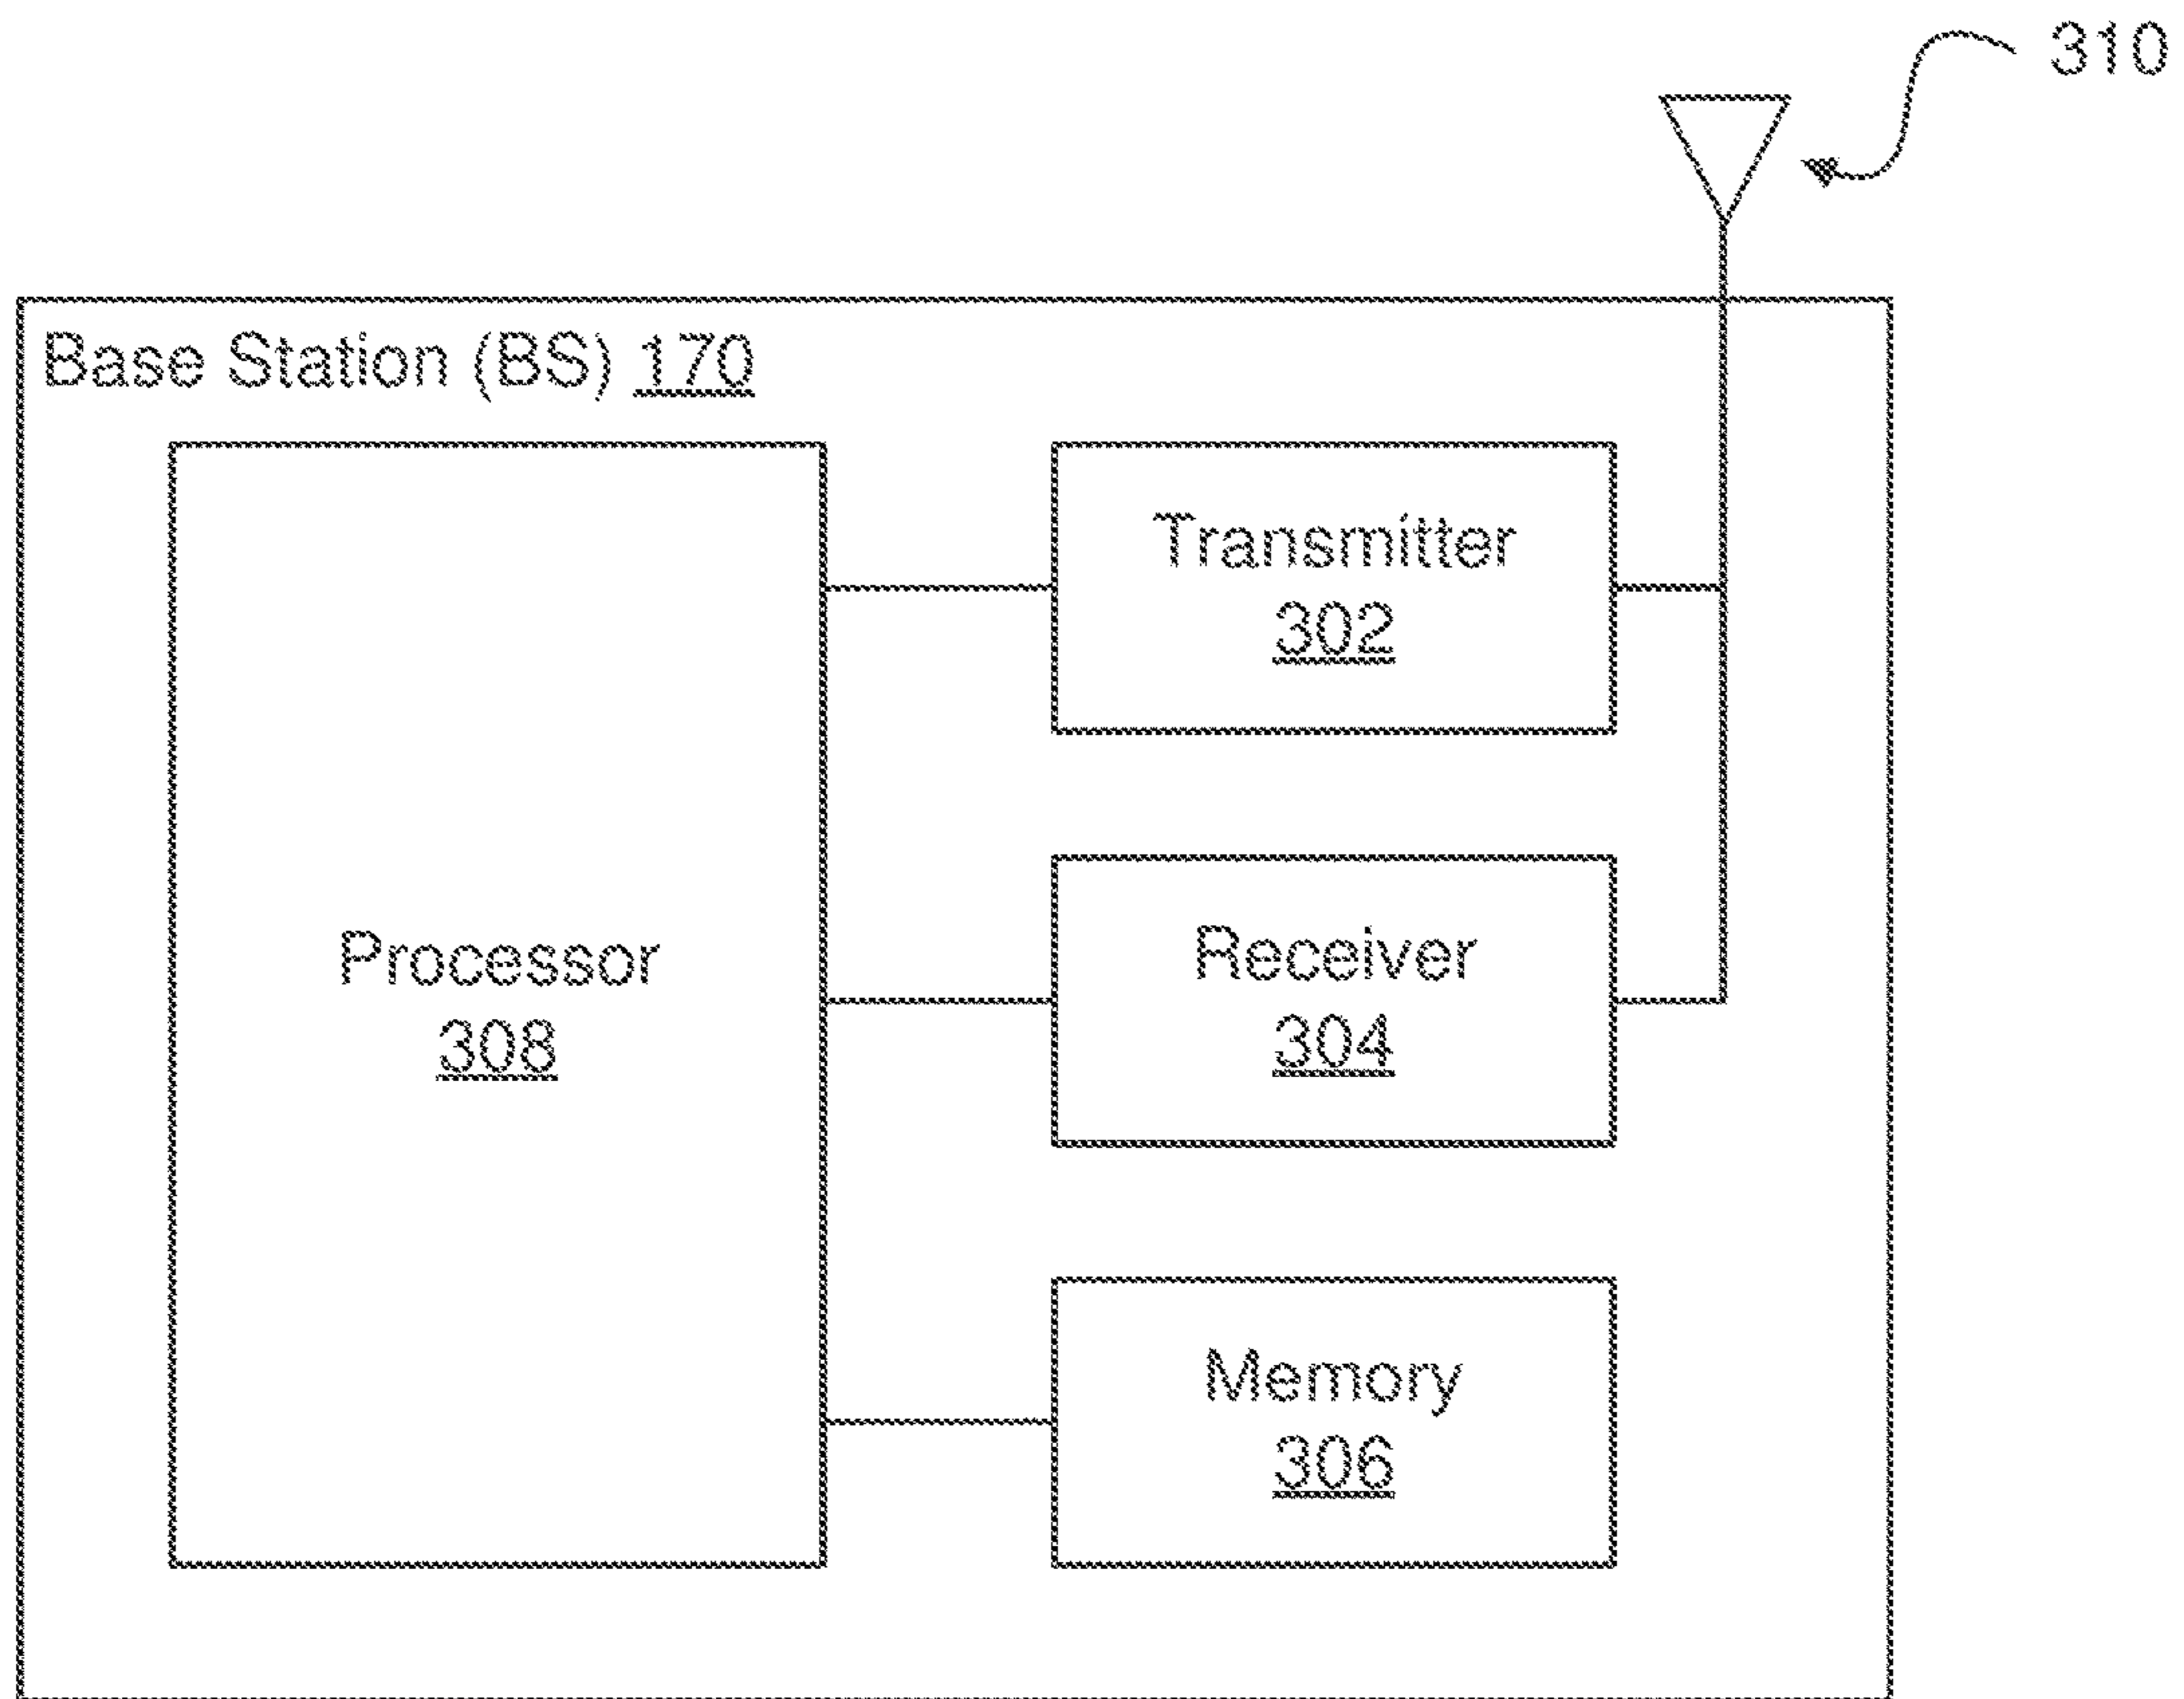 310
Base Station (BS) 170
Transmitter
302
Processor
308
Receiver
304
Memory
306